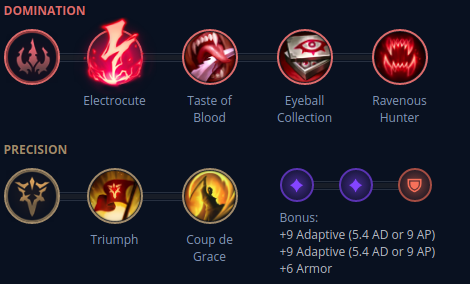 DOMINATION
Electrocute
Taste of
Blood
Eyeball
Collection
Ravenous
Hunter
PRECISION
Triumph
Coup de
Grace
Bonus:
+9 Adaptive (5.4 AD or 9 AP)
+9 Adaptive (5.4 AD or 9 AP)
+6 Armor